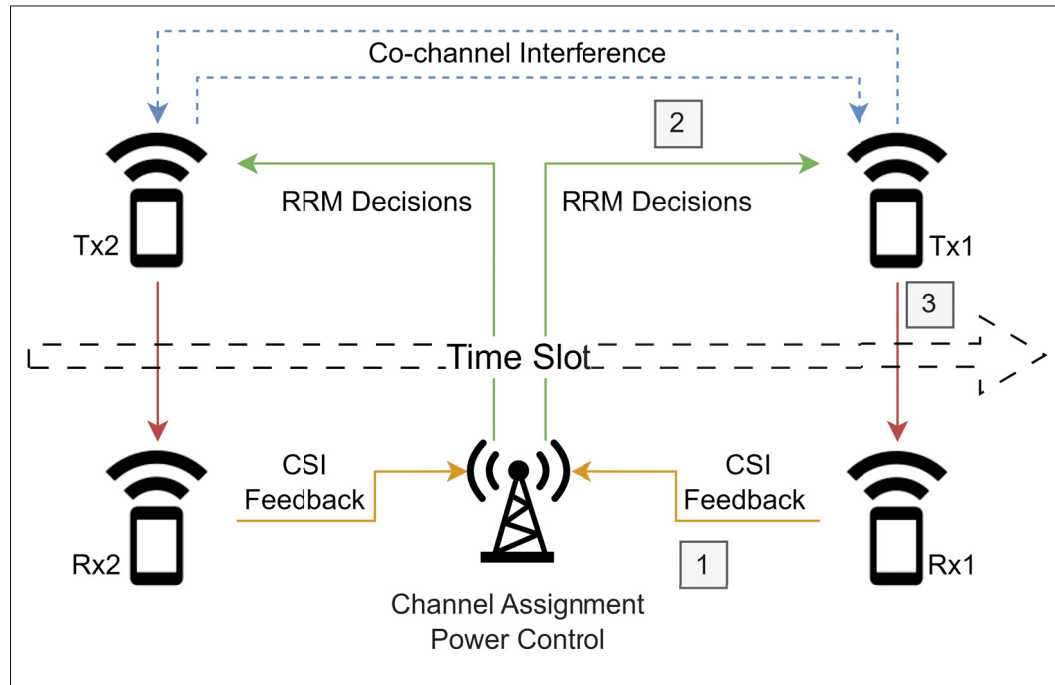 Co-channel Interference
2
RRM Decisions
RRM Decisions
Tx2
Tx1
3
Time Slot
CSI
Feedback
CSI
Feedback
Rx2
1
Rx1
Channel Assignment
Power Control